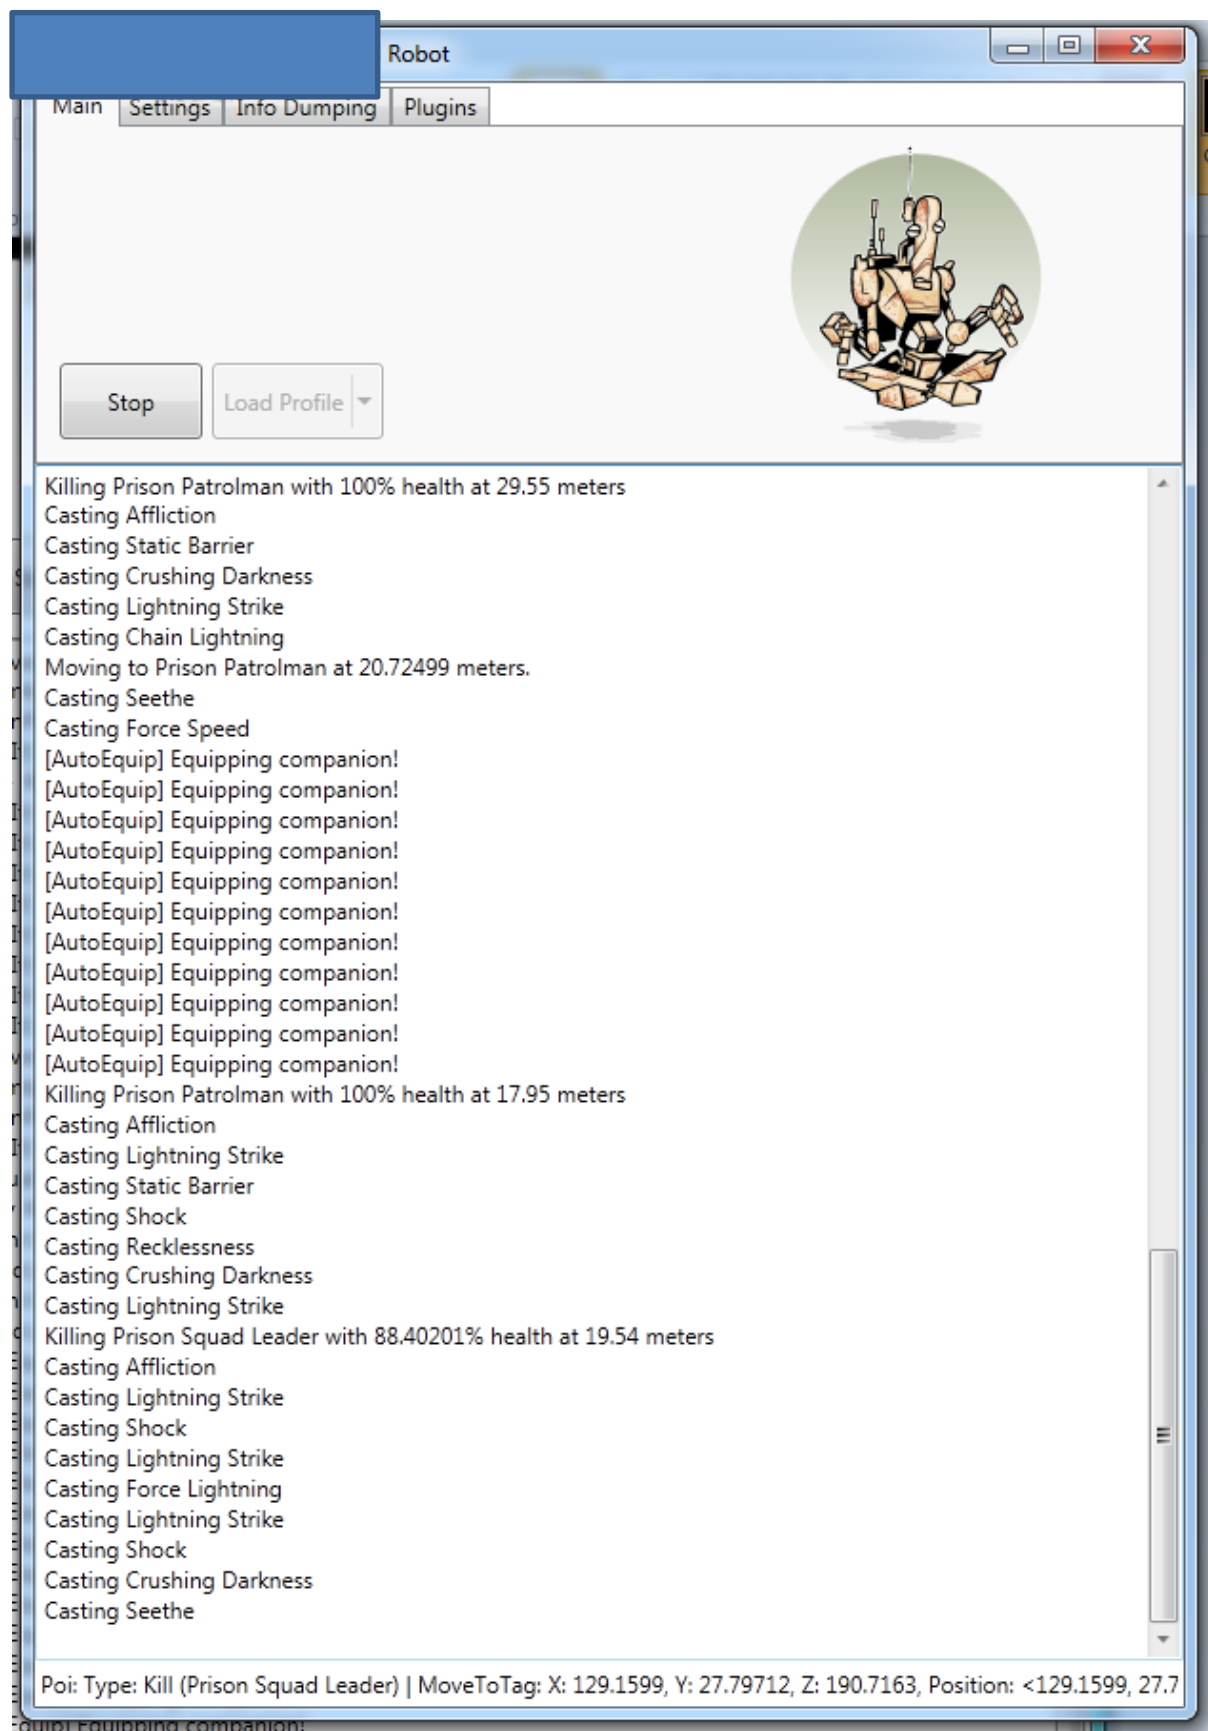 Robot
Main Settings Info Dumping Plugins
Stop Load Profile
Killing Prison Patrolman with 100% health at 29.55 meters
Casting Affliction
Casting Static Barrier
Casting Crushing Darkness
Casting Lightning Strike
Casting Chain Lightning
Moving to Prison Patrolman at 20.72499 meters.
Casting Seethe
Casting Force Speed
[AutoEquip] Equipping companion!
[AutoEquip] Equipping companion!
[AutoEquip] Equipping companion!
[AutoEquip] Equipping companion!
[AutoEquip] Equipping companion!
[AutoEquip] Equipping companion!
[AutoEquip] Equipping companion!
[AutoEquip] Equipping companion!
[AutoEquip] Equipping companion!
[AutoEquip] Equipping companion!
[AutoEquip] Equipping companion!
Killing Prison Patrolman with 100% health at 17.95 meters
Casting Affliction
Casting Lightning Strike
Casting Static Barrier
Casting Shock
Casting Recklessness
Casting Crushing Darkness
Casting Lightning Strike
Killing Prison Squad Leader with 88.40201% health at 19.54 meters
Casting Affliction
Casting Lightning Strike
Casting Shock
Casting Lightning Strike
Casting Force Lightning
Casting Lightning Strike
Casting Shock
Casting Crushing Darkness
Casting Seethe
Poi: Type: Kill (Prison Squad Leader) | MoveToTag: X: 129.1599, Y: 27.79712, Z: 190.7163, Position: <129.1599, 27.7
Equipping companion!